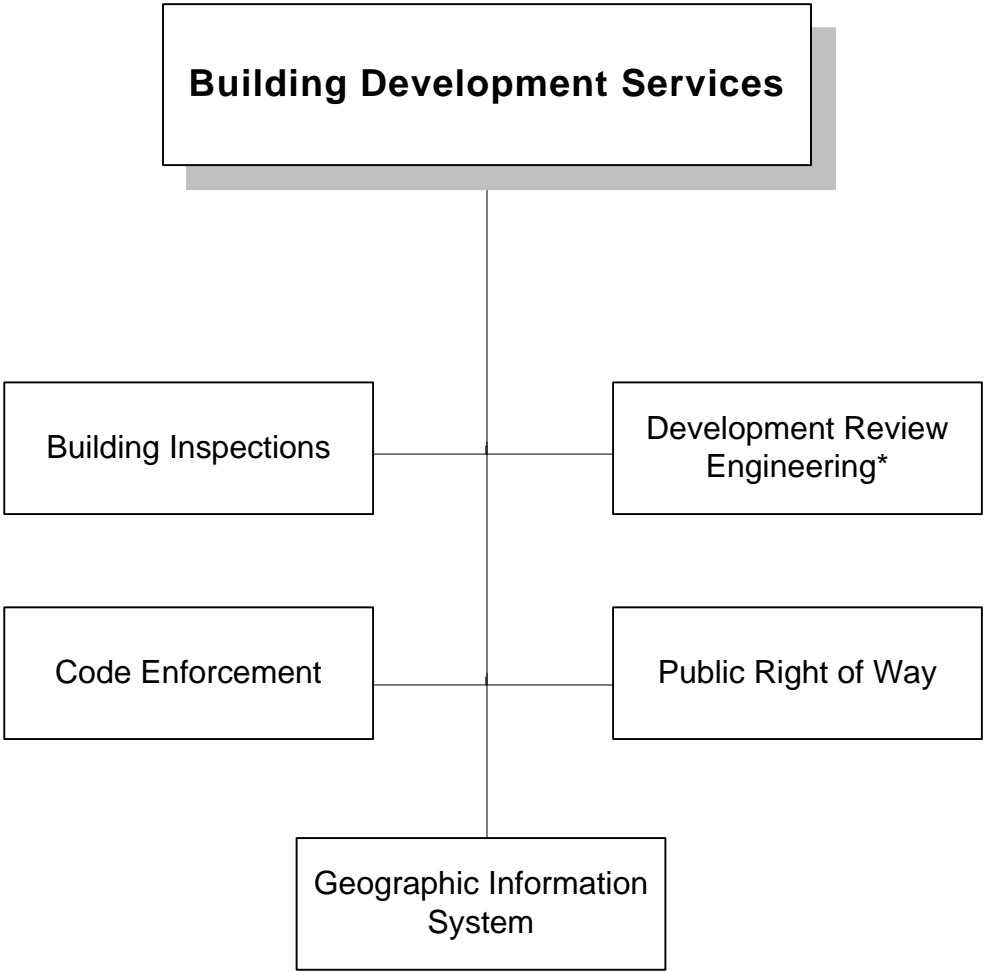 Building Development Services
Building Inspections
Development Review
Engineering*
Code Enforcement
Public Right of Way
Geographic Information
System